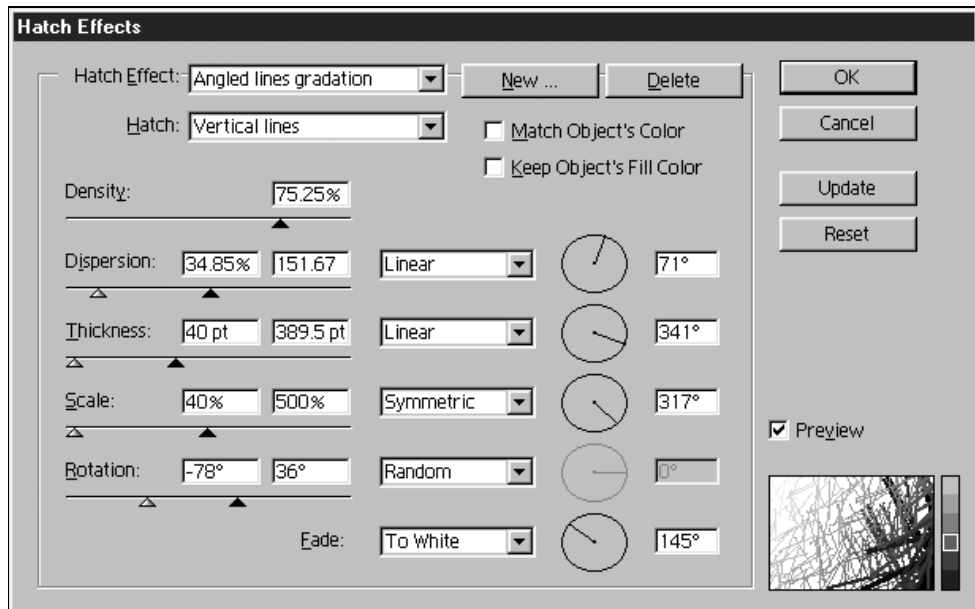 Hatch Effects
Hatch Effect: Angled lines gradation New ... Delete OK
Hatch: Vertical lines Match Object's Color Cancel
Keep Object's Fill Color
Density: 75.25% Update
Reset
Dispersion: 34.85% 151.67 Linear 71°
Thickness: 40 pt 389.5 pt Linear 341°
Scale: 40% 500% Symmetric 317°
Preview
Rotation: -78° 36° Random 0°
Fade: To White 145°